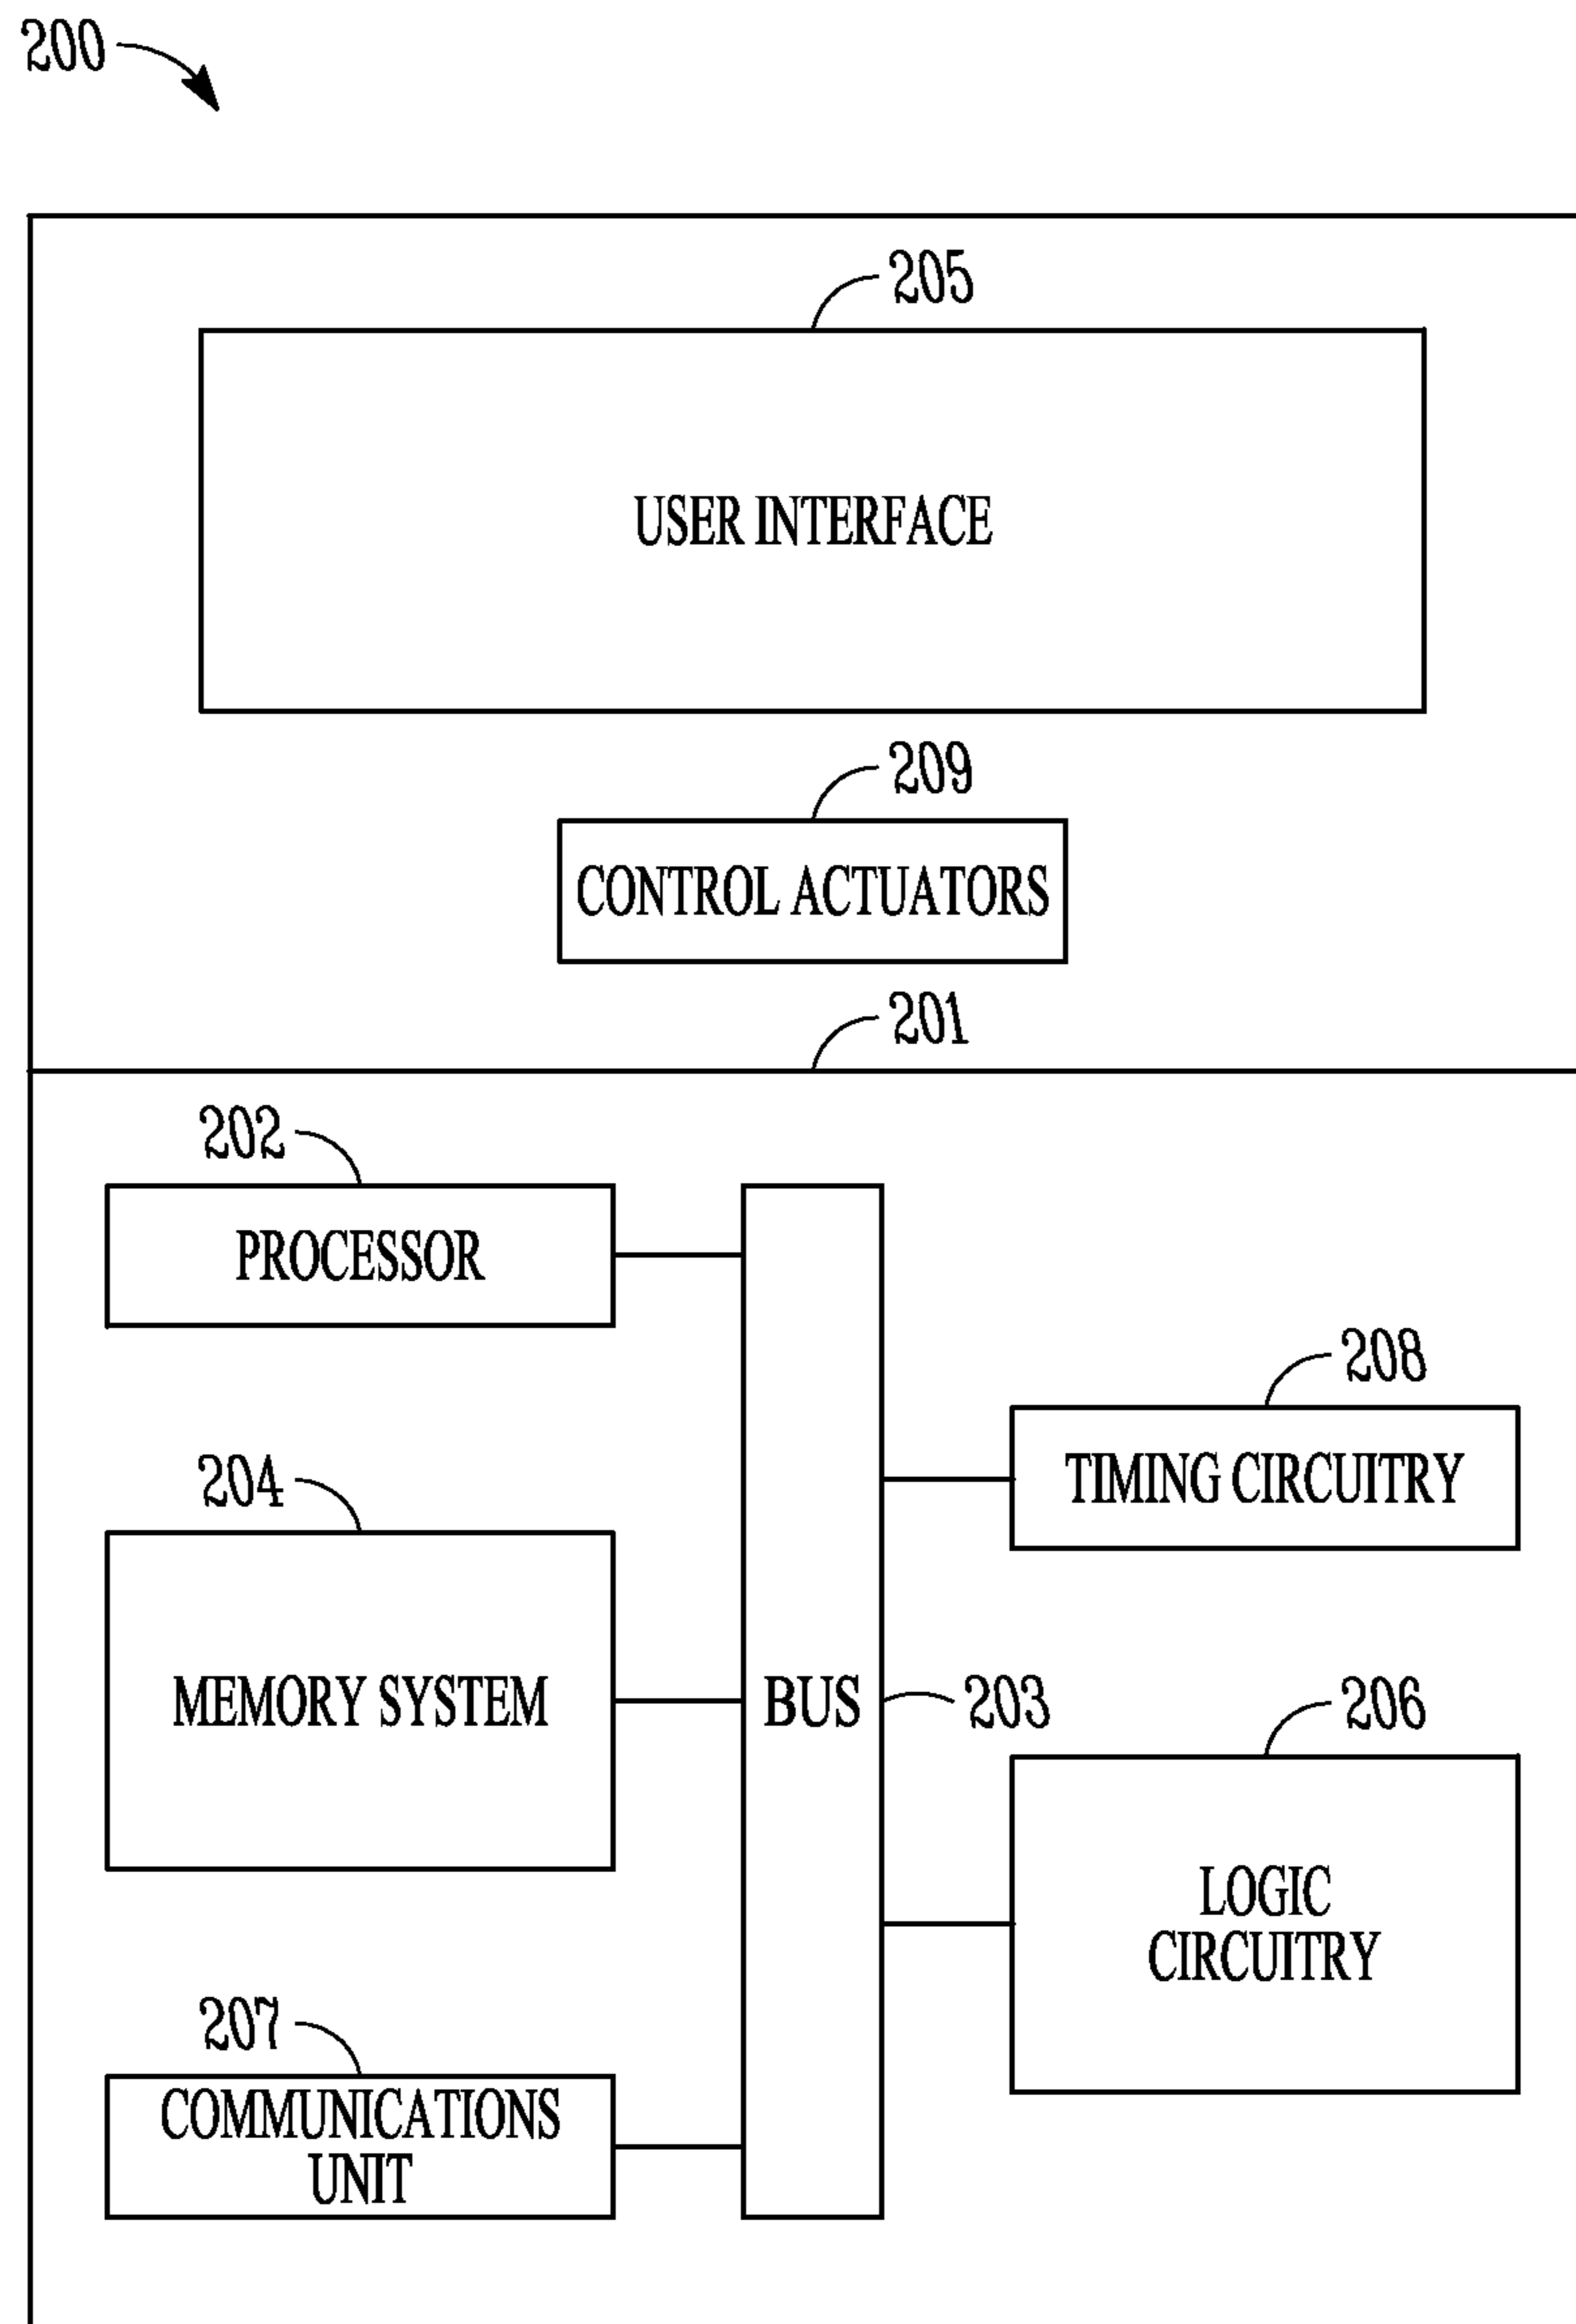 200
205
USER INTERFACE
209
CONTROL ACTUATORS
201
202
PROCESSOR
208
TIMING CIRCUITRY
204
MEMORY SYSTEM
BUS
203
206
LOGIC
CIRCUITRY
207
COMMUNICATIONS
UNIT